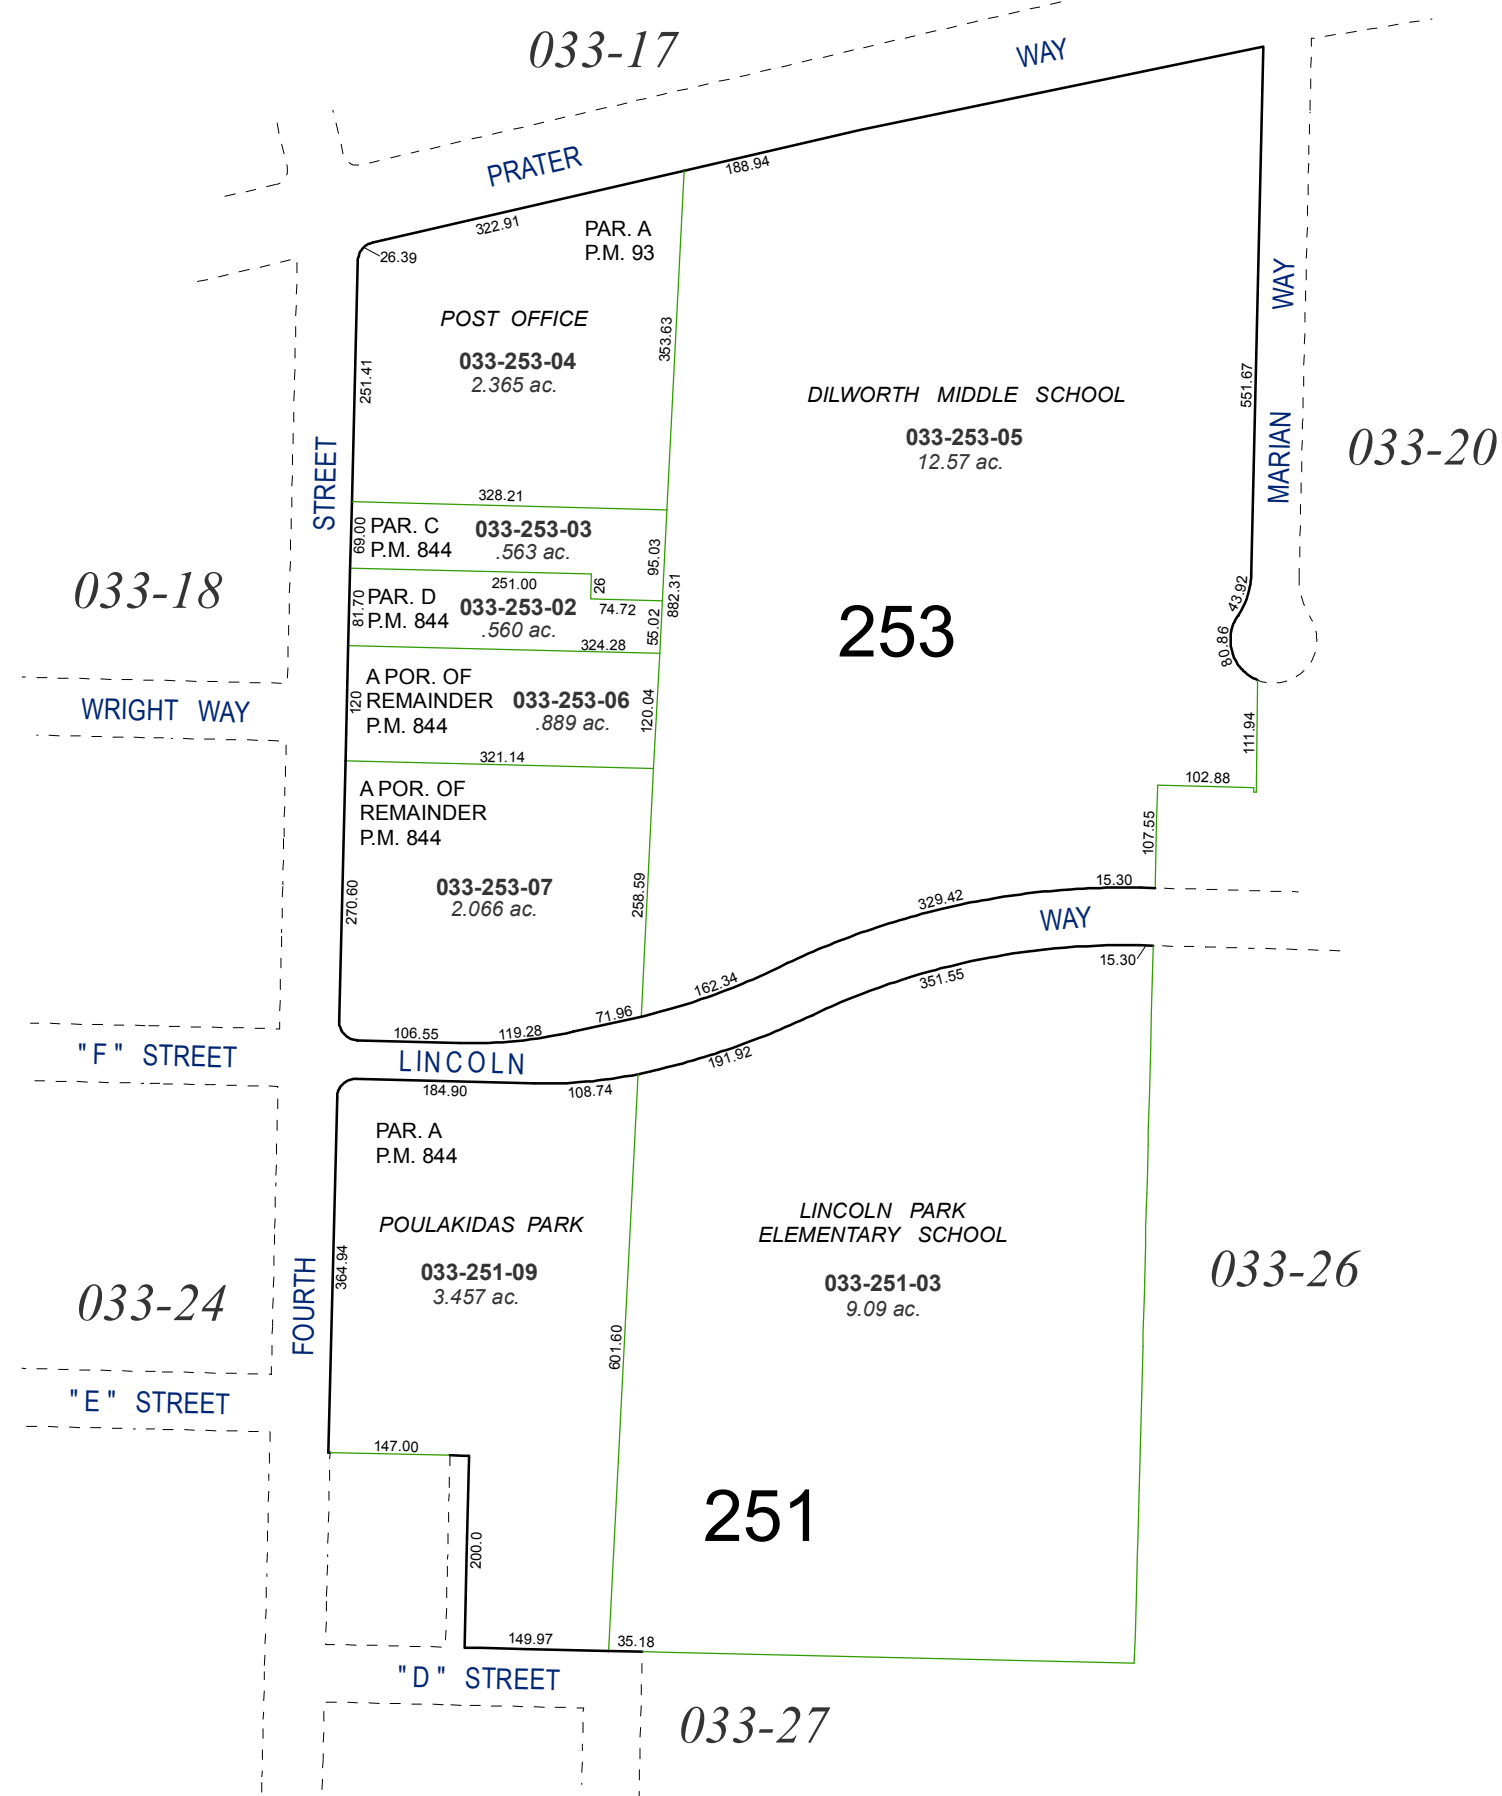 033-17
WAY
PRATER
188.94
322.91
PAR. A
P.M. 93
26.39
POST OFFICE
033-253-04
2.365 ac.
353.63
251.41
DILWORTH MIDDLE SCHOOL
033-253-05
12.57 ac.
WAY
551.67
MARIAN
033-20
STREET
328.21
69.00
PAR. C
P.M. 844
033-253-03
.563 ac.
95.03
251.00
26
74.72
882.31
033-18
81.70
PAR. D
P.M. 844
033-253-02
.560 ac.
55.02
324.28
253
43.92
80.86
A POR. OF
REMAINDER
P.M. 844
120
033-253-06
.889 ac.
120.04
WRIGHT WAY
111.94
321.14
102.88
A POR. OF
REMAINDER
P.M. 844
107.55
033-253-07
2.066 ac.
270.60
258.59
15.30
329.42
WAY
15.30
351.55
162.34
71.96
106.55
119.28
"F" STREET
LINCOLN
191.92
184.90
108.74
PAR. A
P.M. 844
POULAKIDAS PARK
033-251-09
3.457 ac.
LINCOLN PARK
ELEMENTARY SCHOOL
033-251-03
9.09 ac.
364.94
FOURTH
033-26
033-24
601.60
"E" STREET
147.00
251
200.0
149.97
35.18
"D" STREET
033-27